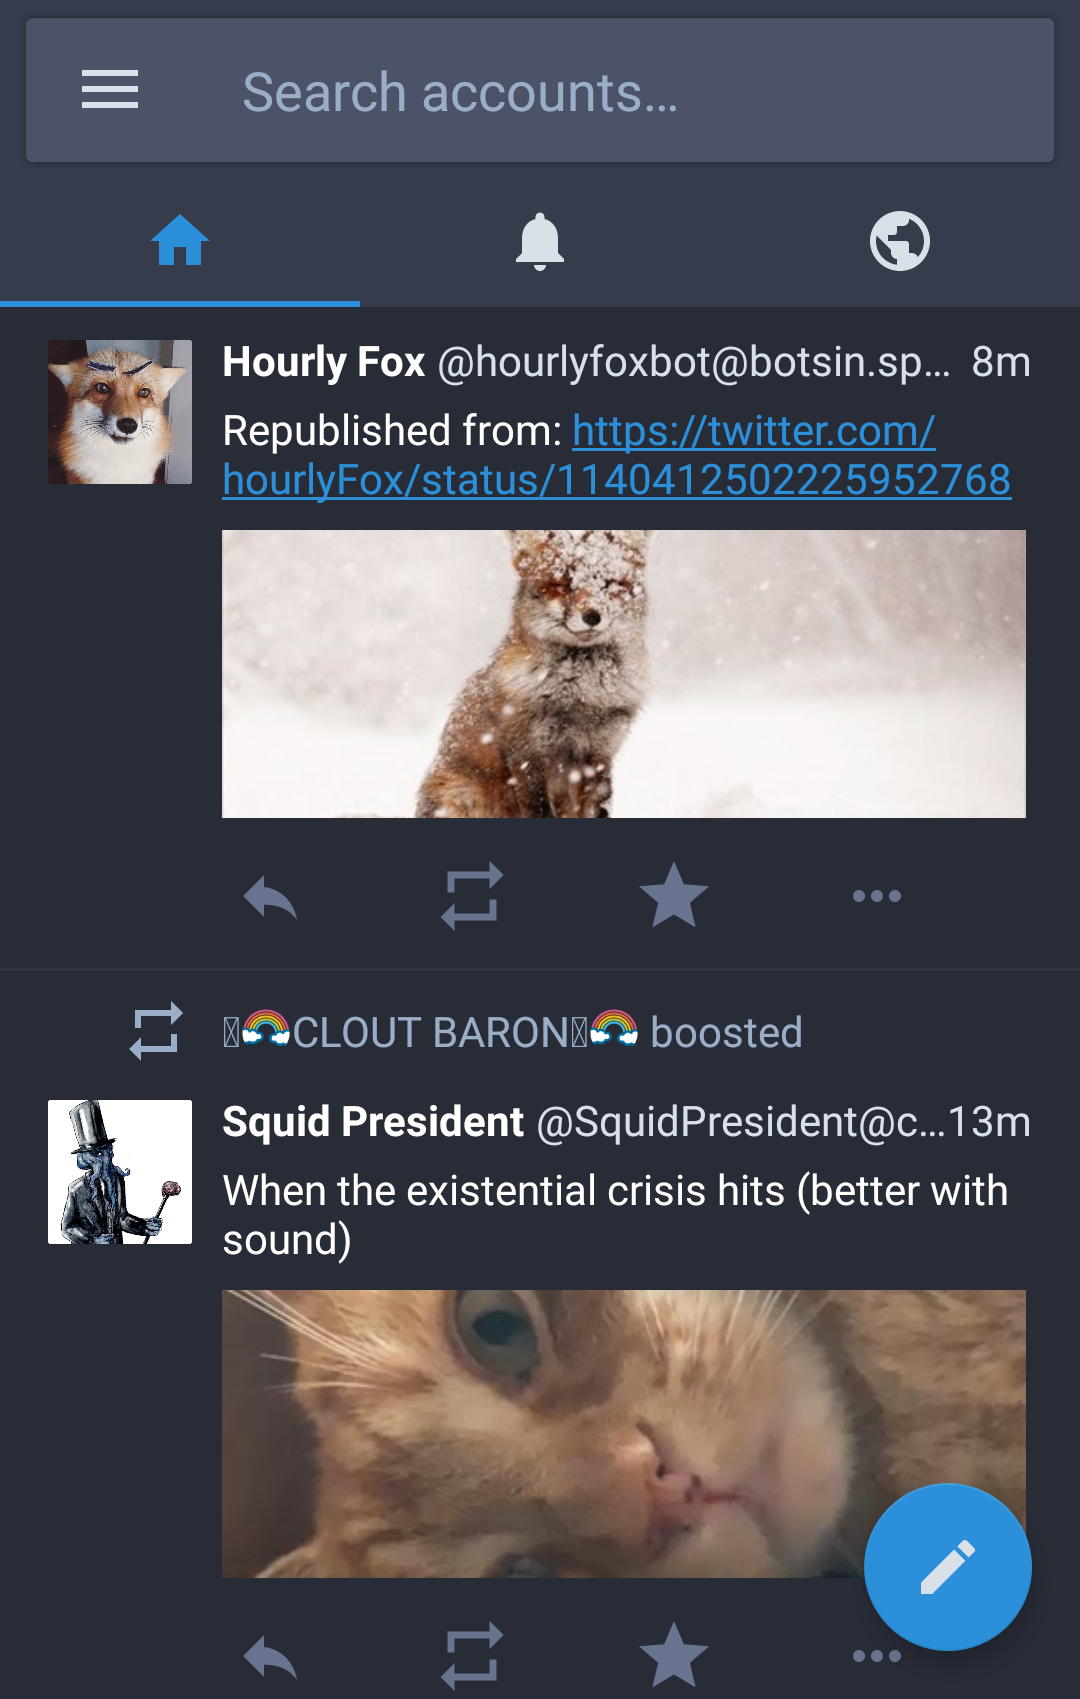 Search accounts...
Hourly Fox @hourlyfoxbot@botsin.sp... 8m
Republished from: https://twitter.com/
hourlyFox/status/1140412502225952768
🌈CLOUT BARON🌈 boosted
Squid President @SquidPresident@c...13m
When the existential crisis hits (better with
sound)